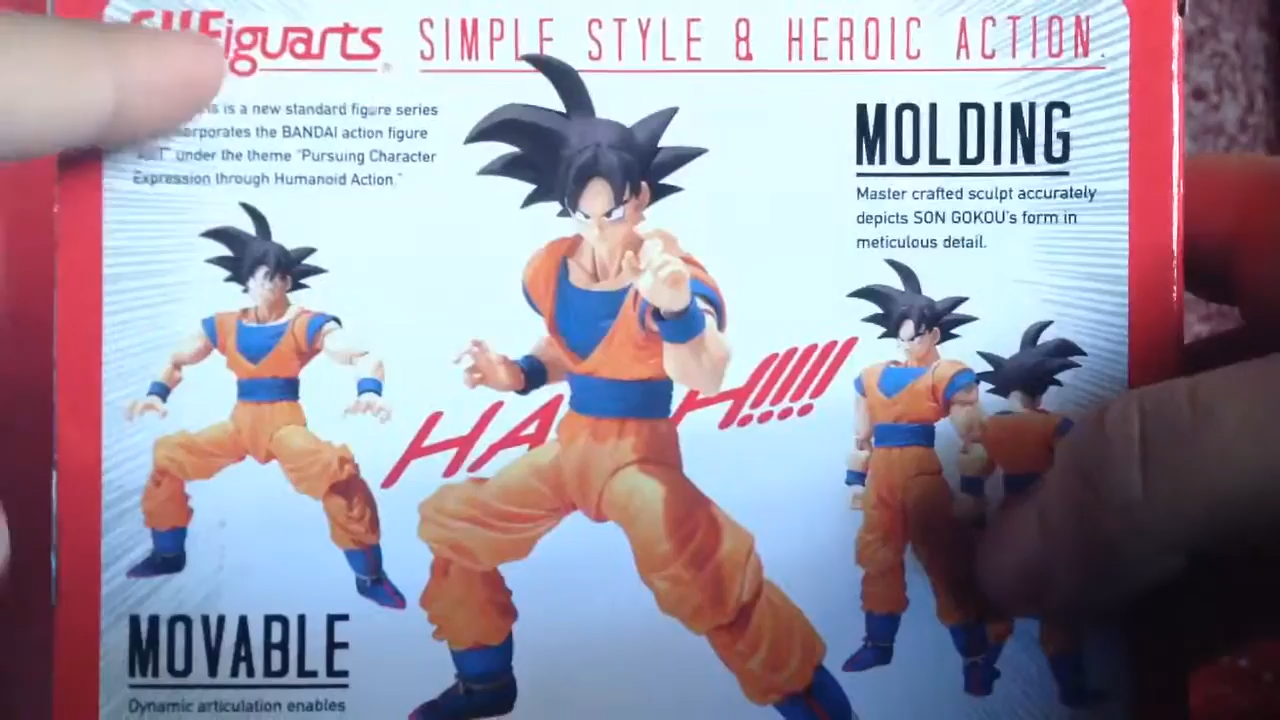 Figuarts
SIMPLE STYLE & HEROIC ACTION.
is a new standard figure series
the BANDAI action figure
under the theme "Pursuing Character
Expression through Humanoid Action."
MOLDING
Master crafted sculpt accurately
depicts SON GOKOU's form in
meticulous detail.
MOVABLE
Dynamic articulation enables